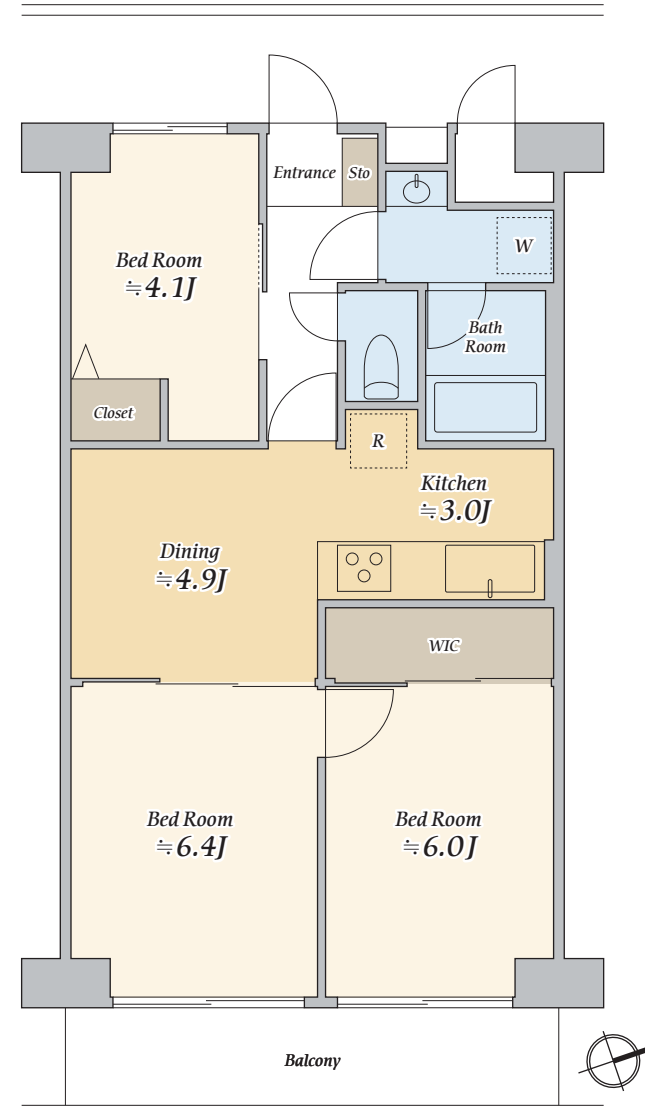 Entrance
Sto
Bed Room
≒4.1J
W
Bath
Room
Closet
R
Kitchen
≒3.0J
Dining
≒4.9J
WIC
Bed Room
≒6.4J
Bed Room
≒6.0J
Balcony